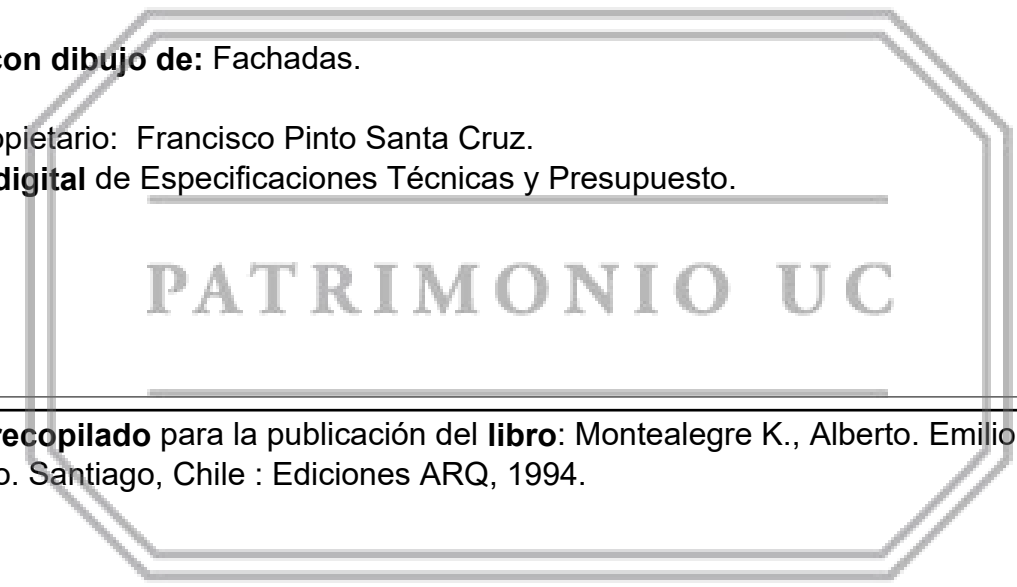 con dibujo de: Fachadas.
opietario: Francisco Pinto Santa Cruz.
digital de Especificaciones Técnicas y Presupuesto.
PATRIMONIO UC
recopilado para la publicación del libro: Montealegre K., Alberto. Emilio
o. Santiago, Chile : Ediciones ARQ, 1994.